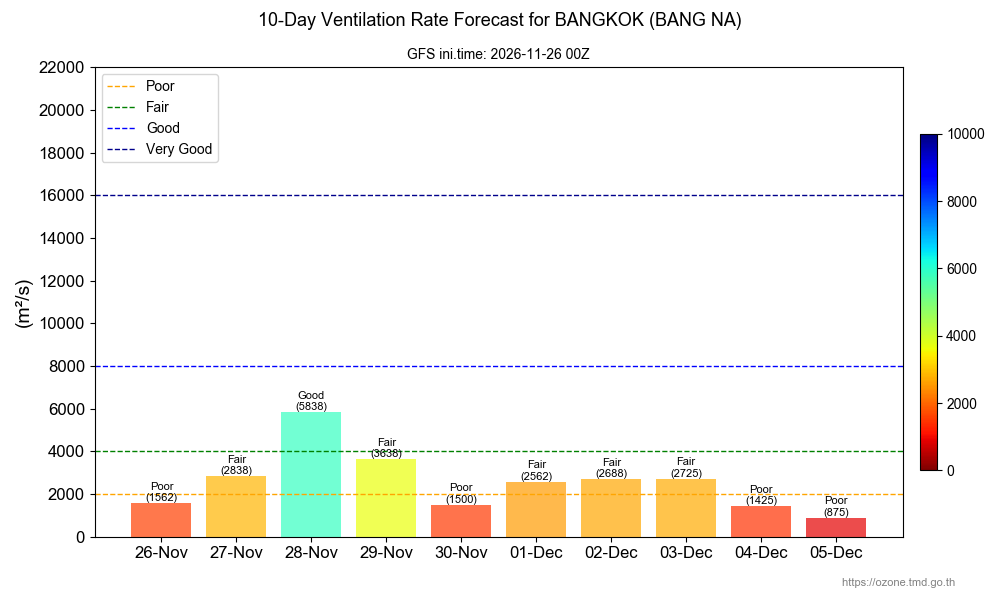 10-Day Ventilation Rate Forecast for BANGKOK (BANG NA)
GFS ini.time: 2026-11-26 00Z
22000
20000
18000
16000
14000
12000
10000
8000
6000
4000
2000
0
(m²/s)
Poor
Fair
Good
Very Good
Poor
(1562)
Fair
(2838)
Good
(5838)
Fair
(3638)
Poor
(1500)
Fair
(2562)
Fair
(2688)
Fair
(2725)
Poor
(1425)
Poor
(875)
26-Nov 27-Nov 28-Nov 29-Nov 30-Nov 01-Dec 02-Dec 03-Dec 04-Dec 05-Dec
10000
8000
6000
4000
2000
0
https://ozone.tmd.go.th